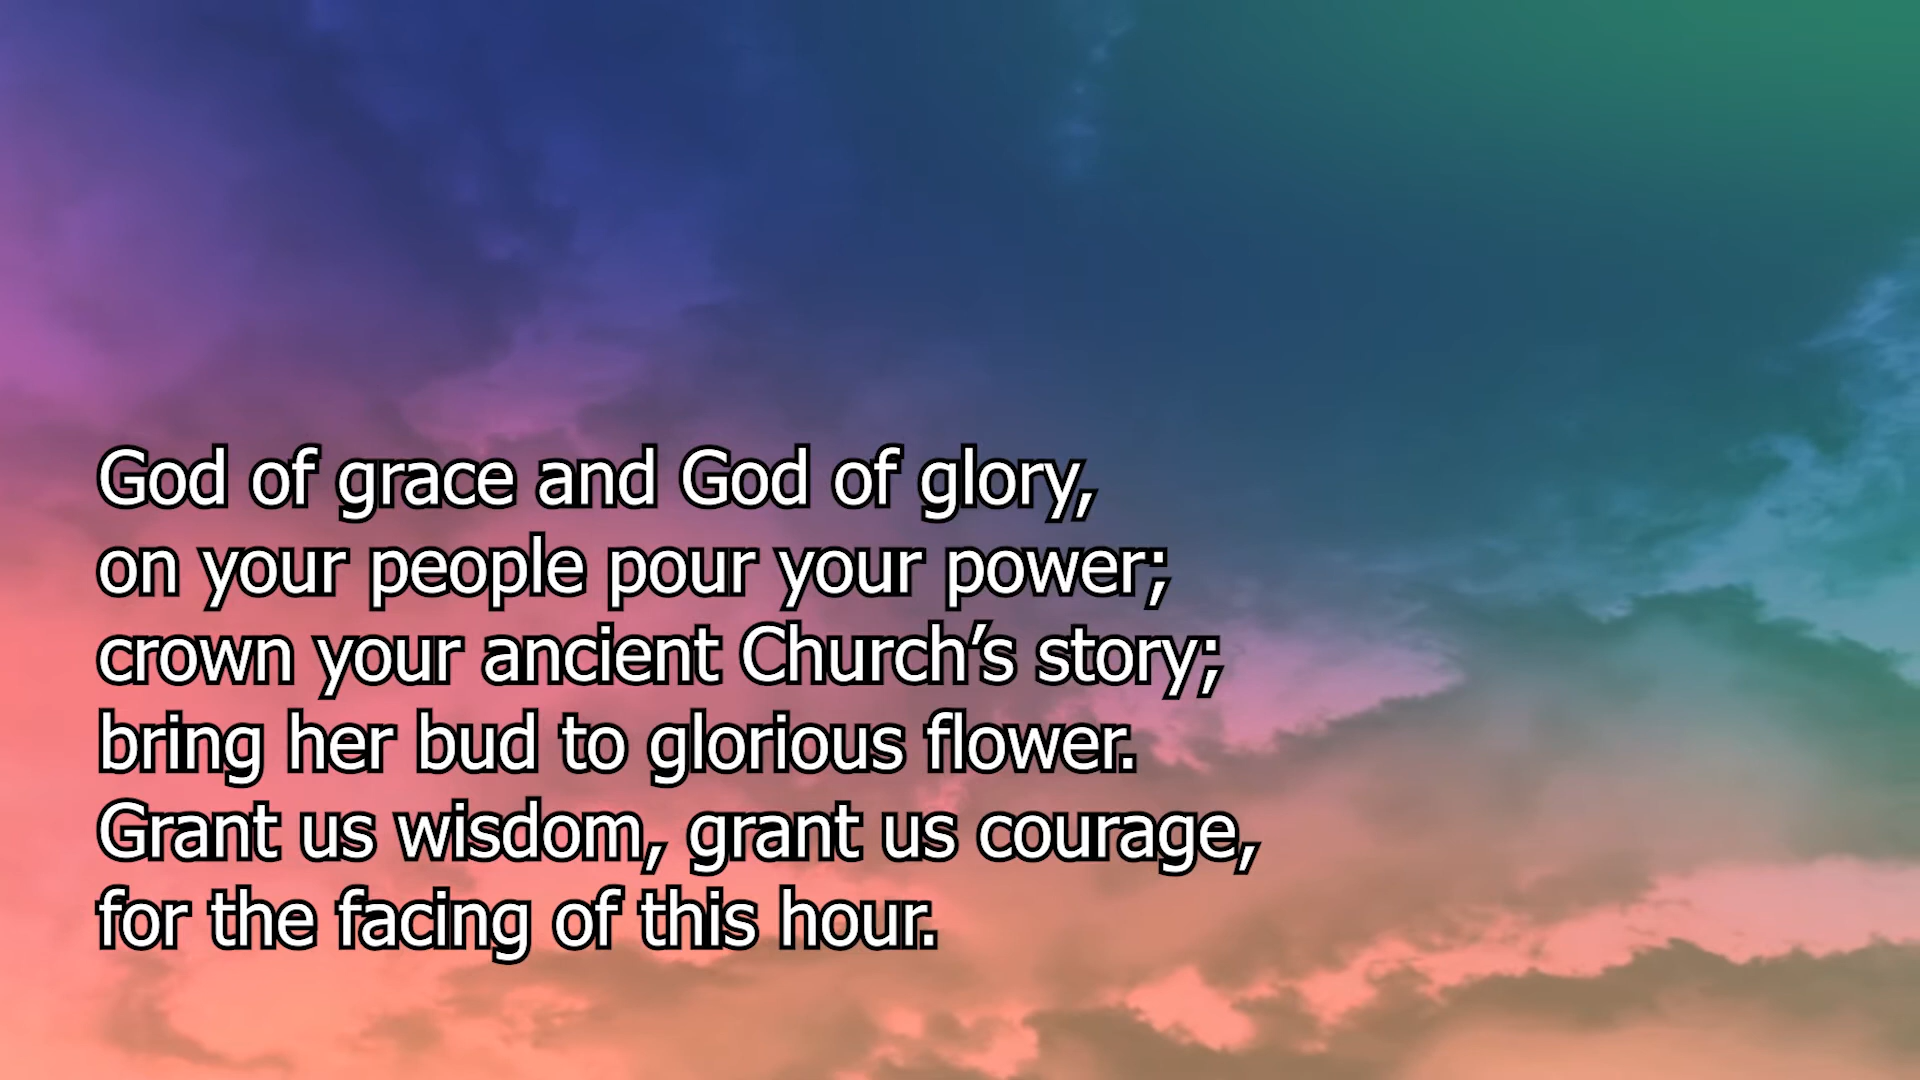 God of grace and God of glory,
on your people pour your power;
crown your ancient Church’s story;
bring her bud to glorious flower.
Grant us wisdom, grant us courage,
for the facing of this hour.